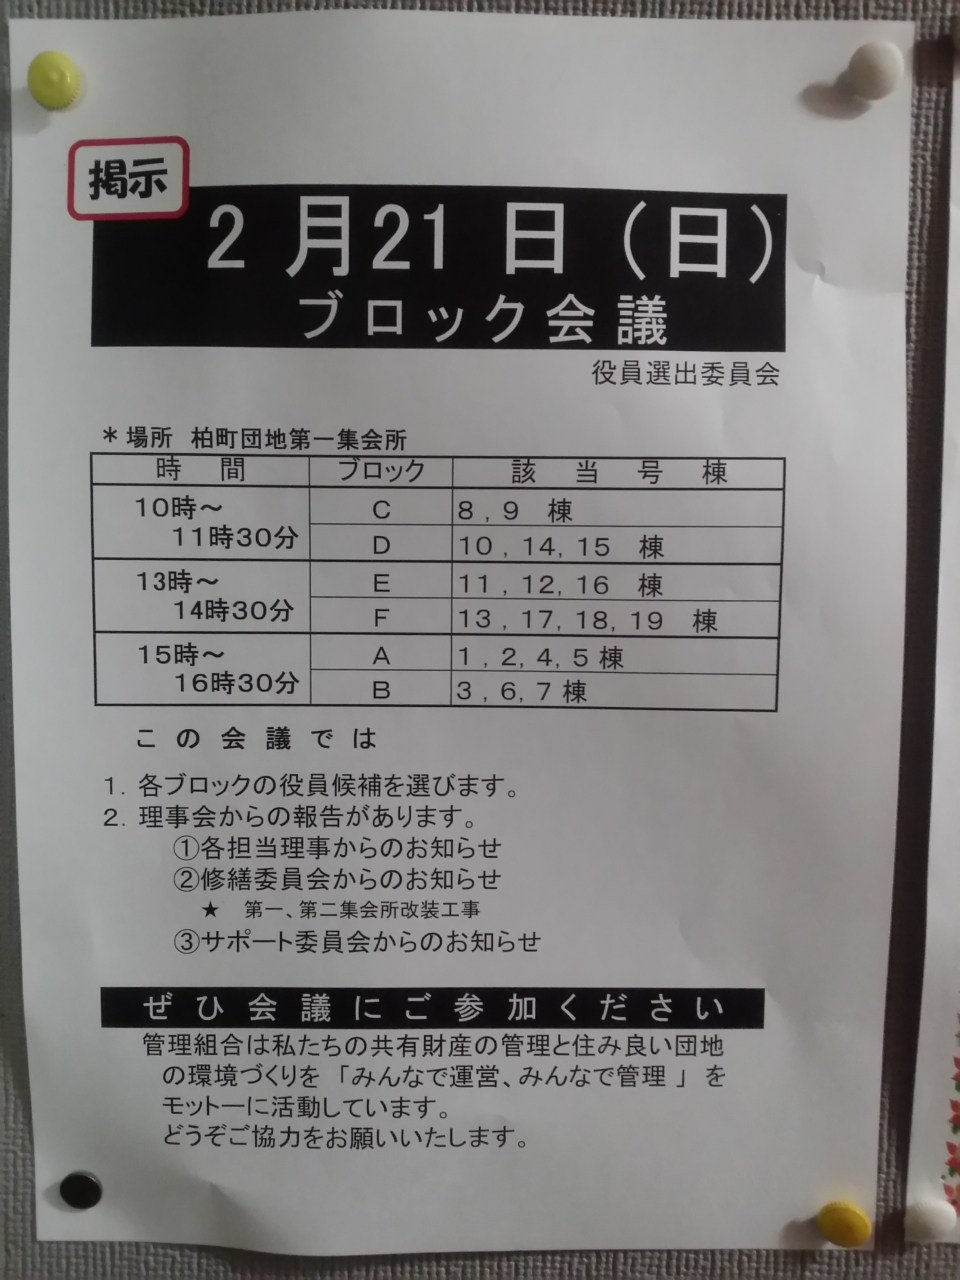 掲示
2月21日（日）
ブロック会議
役員選出委員会
＊場所 柏町団地第一集会所
時間 ブロック 該当号棟
10時～ 11時30分 C 8,9 棟
D 10,14,15 棟
13時～ 14時30分 E 11,12,16 棟
F 13,17,18,19 棟
15時～ 16時30分 A 1,2,4,5棟
B 3,6,7棟
この会議では
1．各ブロックの役員候補を選びます。
2．理事会からの報告があります。
①各担当理事からのお知らせ
②修繕委員会からのお知らせ
★ 第一、第二集会所改装工事
③サポート委員会からのお知らせ
ぜひ会議にご参加ください
管理組合は私たちの共有財産の管理と住み良い団地
の環境づくりを「みんなで運営、みんなで管理」を
モットーに活動しています。
どうぞご協力をお願いいたします。